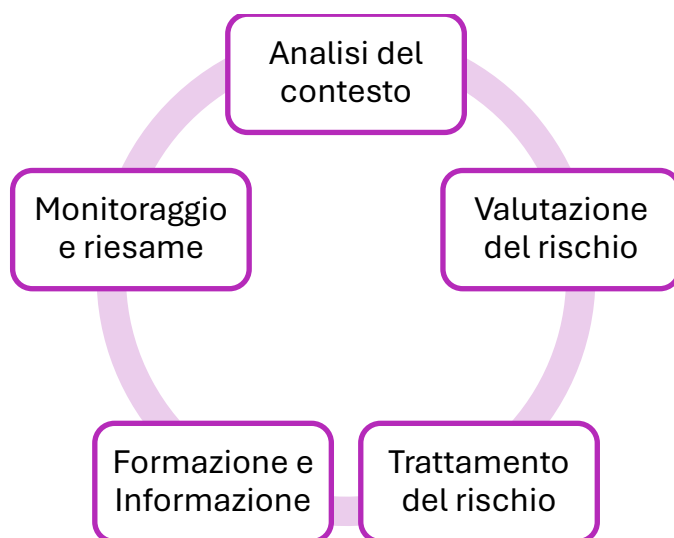 Analisi del
contesto
Valutazione
del rischio
Trattamento
del rischio
Formazione e
Informazione
Monitoraggio
e riesame